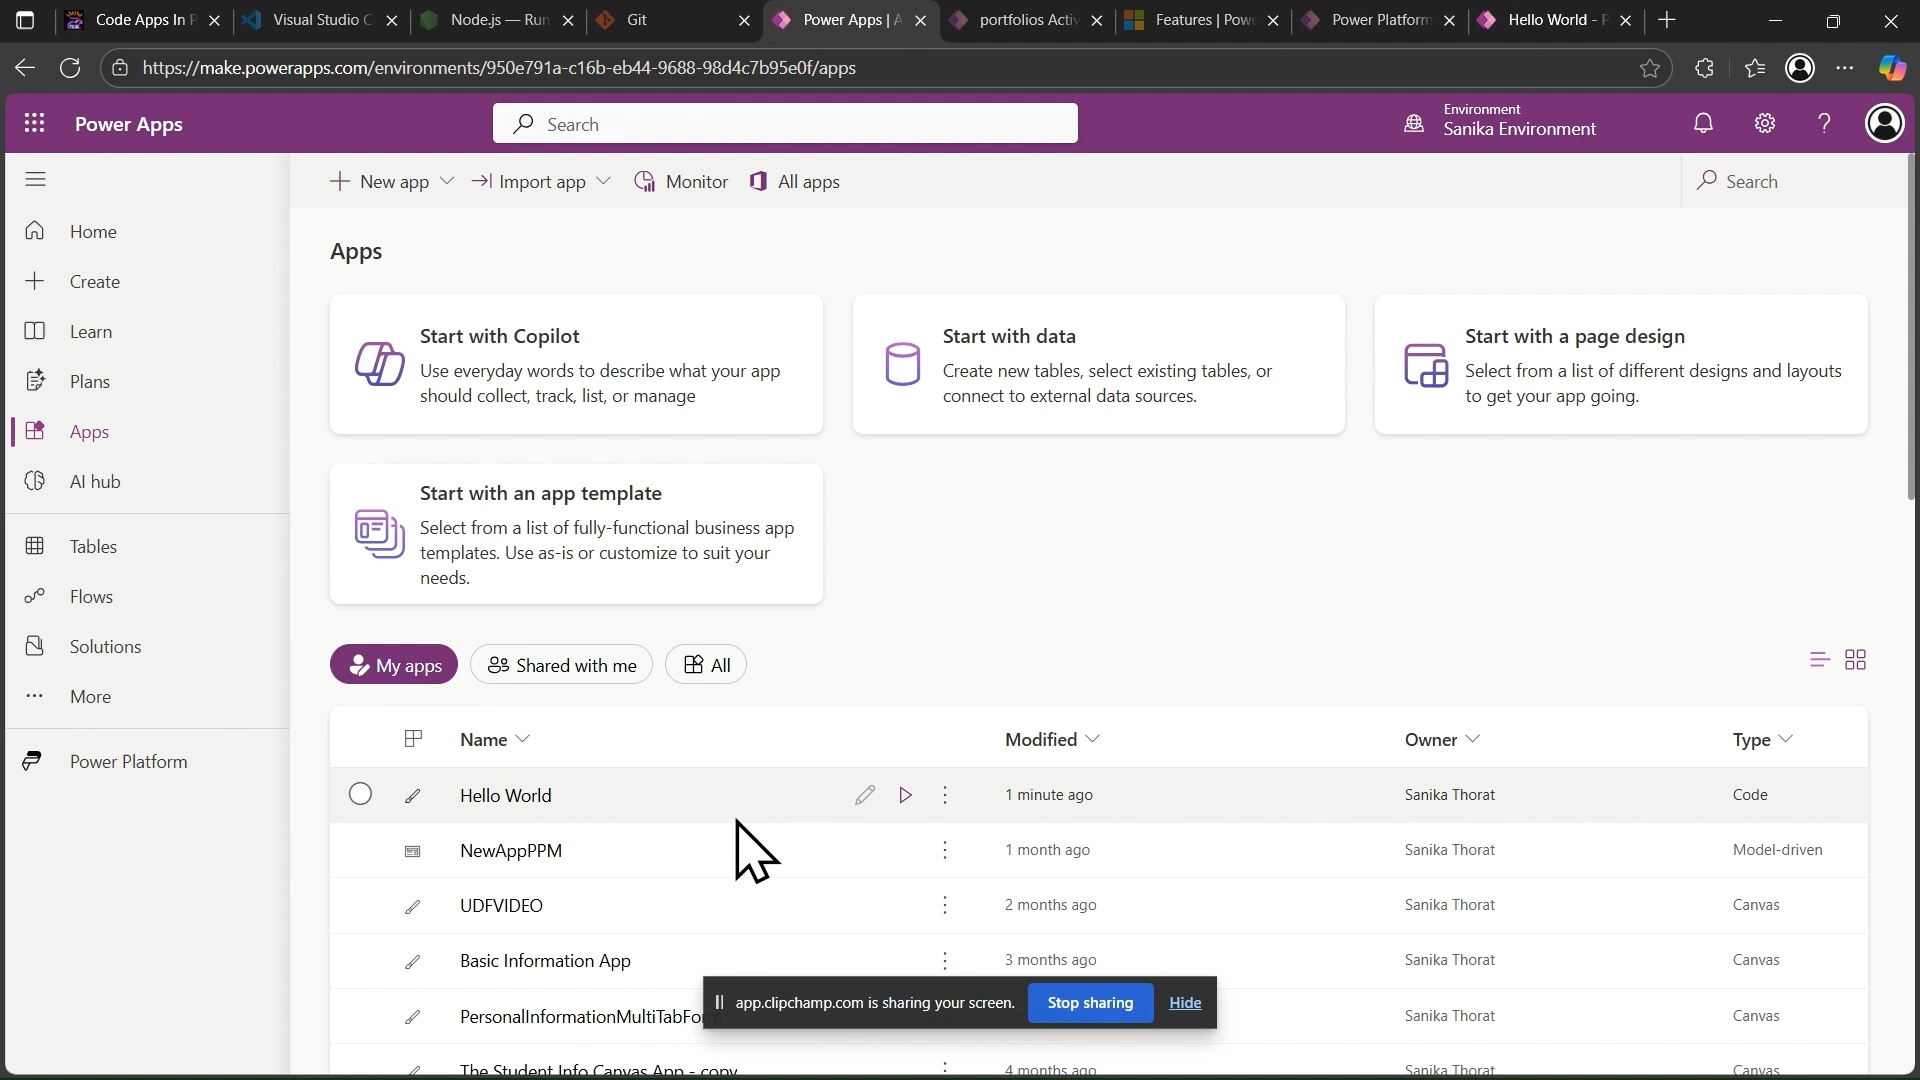 Code Apps In P
Visual Studio C
Node.js — Run
Git
Power Apps | A
portfolios Activ
Features | Pow
Power Platform
Hello World - P
https://make.powerapps.com/environments/950e791a-c16b-eb44-9688-98d4c7b95e0f/apps
Power Apps
Search
Environment
Sanika Environment
New app
Import app
Monitor
All apps
Search
Home
Create
Learn
Plans
Apps
AI hub
Tables
Flows
Solutions
More
Power Platform
Apps
Start with Copilot
Use everyday words to describe what your app
should collect, track, list, or manage
Start with data
Create new tables, select existing tables, or
connect to external data sources.
Start with a page design
Select from a list of different designs and layouts
to get your app going.
Start with an app template
Select from a list of fully-functional business app
templates. Use as-is or customize to suit your
needs.
My apps
Shared with me
All
Name Modified Owner Type
Hello World 1 minute ago Sanika Thorat Code
NewAppPPM 1 month ago Sanika Thorat Model-driven
UDFVIDEO 2 months ago Sanika Thorat Canvas
Basic Information App 3 months ago Sanika Thorat Canvas
app.clipchamp.com is sharing your screen. Stop sharing Hide
PersonalInformationMultiTabForm Sanika Thorat Canvas
The Student Info Canvas App - copy 4 months ago Sanika Thorat Canvas